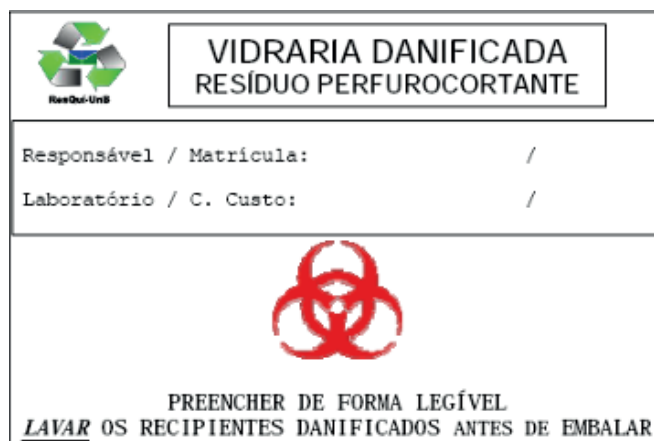 ResQui-UnB
VIDRARIA DANIFICADA
RESÍDUO PERFUROCORTANTE
Responsável / Matrícula: /
Laboratório / C. Custo: /
PREENCHER DE FORMA LEGÍVEL
LAVAR OS RECIPIENTES DANIFICADOS ANTES DE EMBALAR